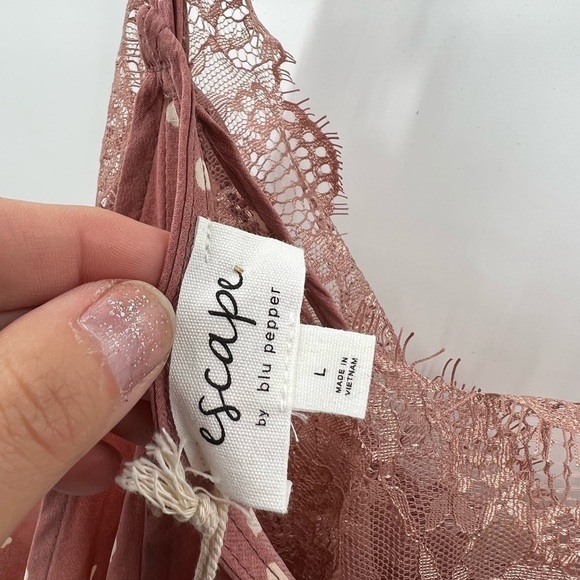 escape
by blu pepper
L
MADE IN
VIETNAM